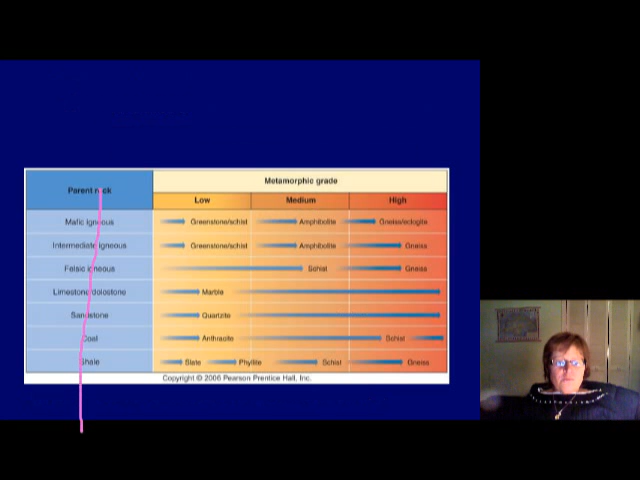 Parent rock
Metamorphic grade
Low Medium High
Mafic igneous Greenstone/schist Amphibolite Gneiss/eclogite
Intermediate igneous Greenstone/schist Amphibolite Gneiss
Felsic igneous Schist Gneiss
Limestone/dolostone Marble
Sandstone Quartzite
Coal Anthracite Schist
Shale Slate Phyllite Schist Gneiss
Copyright © 2006 Pearson Prentice Hall, Inc.